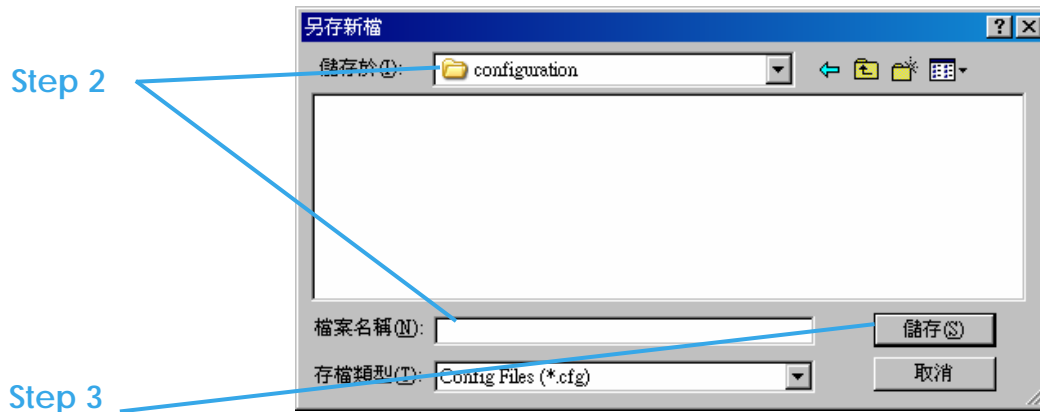 另存新檔
儲存於(I): configuration
Step 2
檔案名稱(N): 儲存(S)
存檔類型(T): Config Files (*.cfg) 取消
Step 3